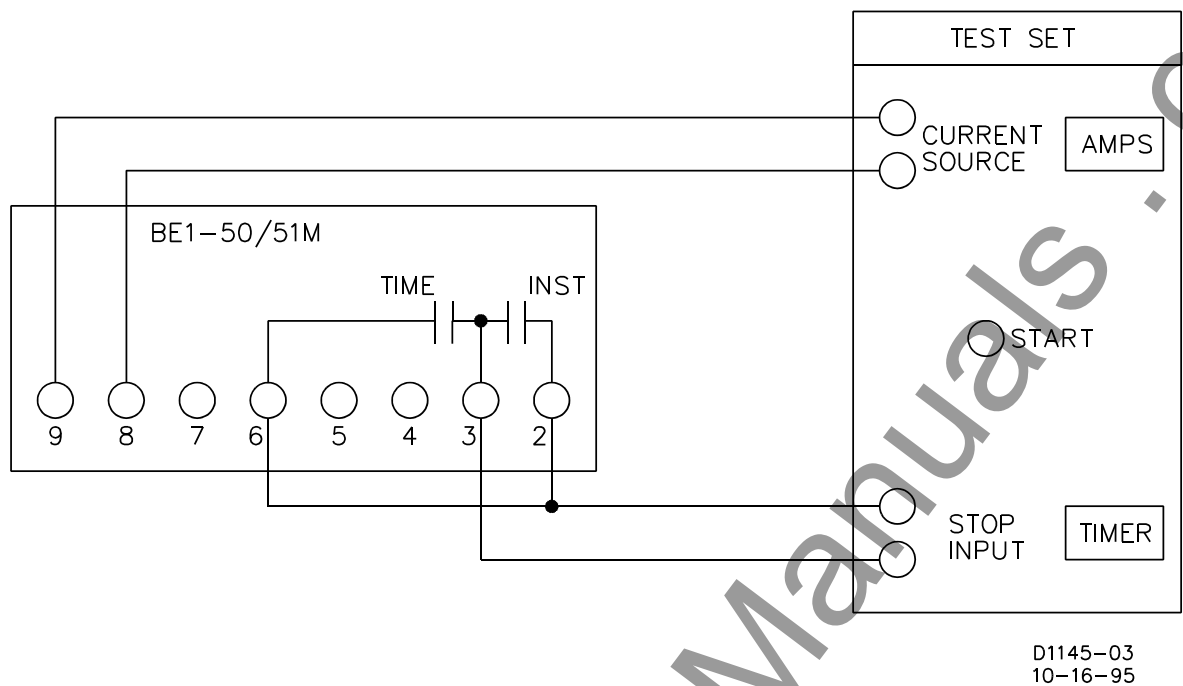 TEST SET
CURRENT
SOURCE
AMPS
BE1-50/51M
TIME
INST
START
9
8
7
6
5
4
3
2
STOP
INPUT
TIMER
D1145-03
10-16-95
Manuals .